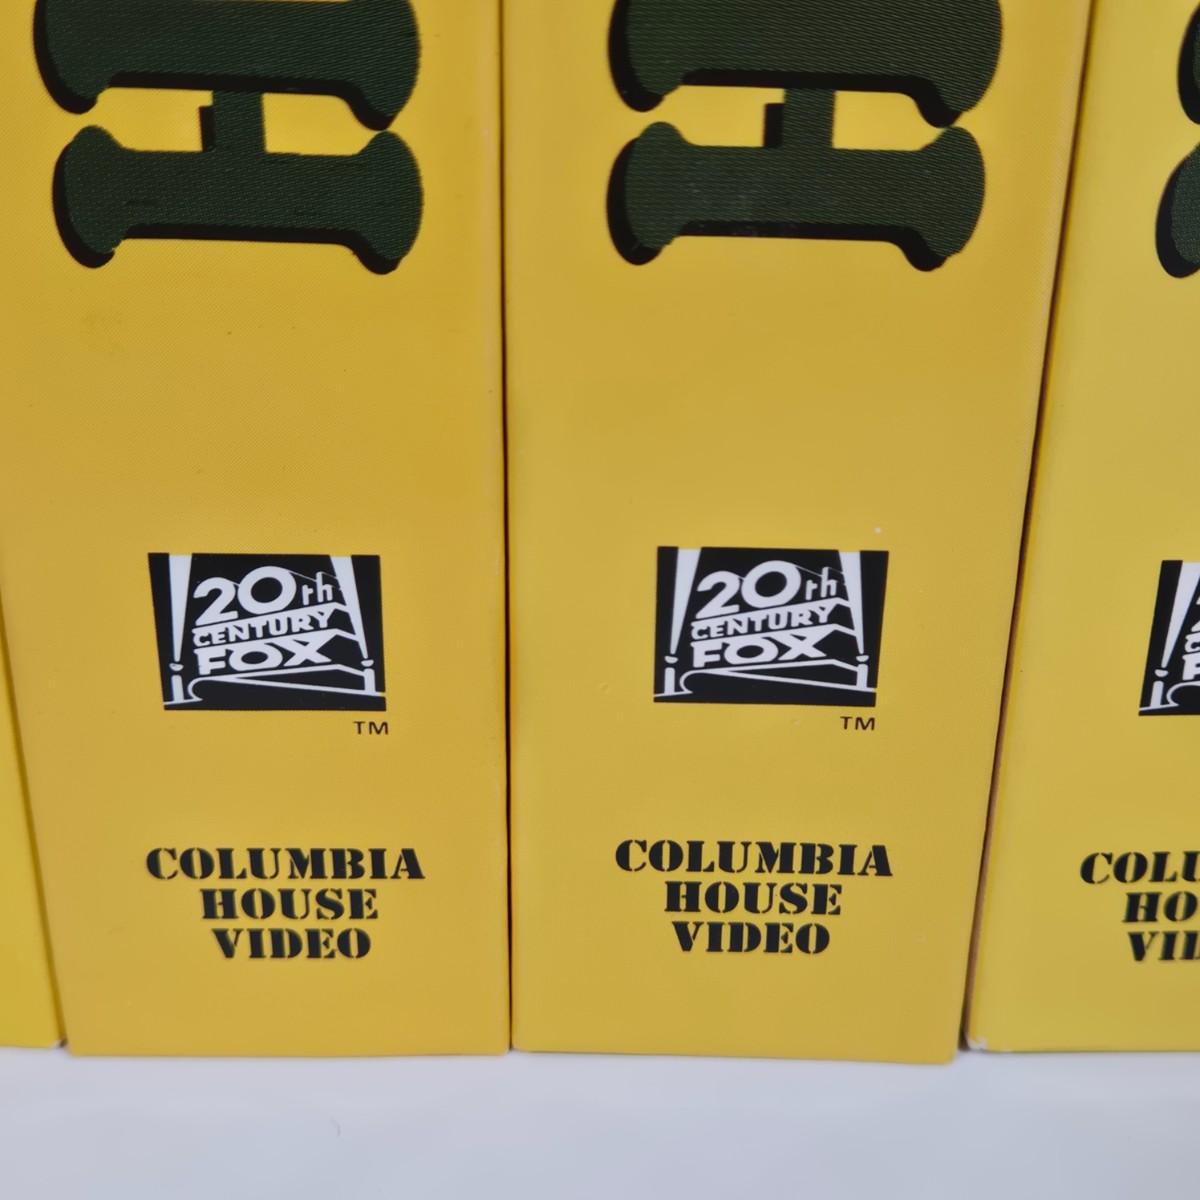 H
20th
CENTURY
FOX
TM
COLUMBIA
HOUSE
VIDEO
H
20th
CENTURY
FOX
TM
COLUMBIA
HOUSE
VIDEO